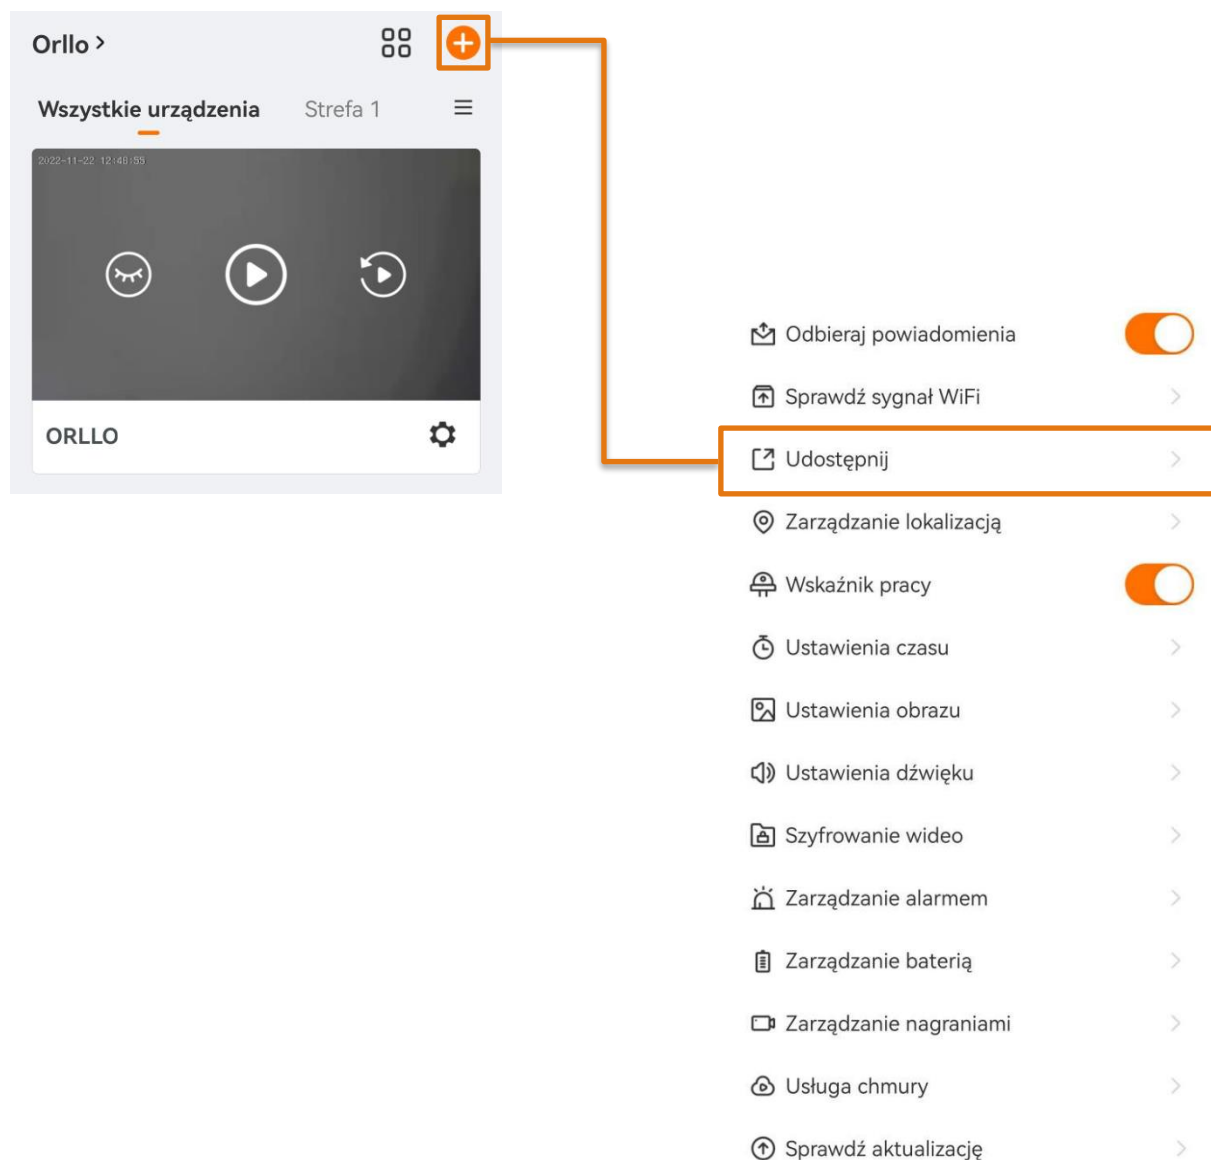 Orllo >
Wszystkie urządzenia Strefa 1
2022-11-22 12:48:55
ORLLO
Odbieraj powiadomienia
Sprawdź sygnał WiFi
Udostępnij
Zarządzanie lokalizacją
Wskaźnik pracy
Ustawienia czasu
Ustawienia obrazu
Ustawienia dźwięku
Szyfrowanie wideo
Zarządzanie alarmem
Zarządzanie baterią
Zarządzanie nagraniami
Usługa chmury
Sprawdź aktualizację